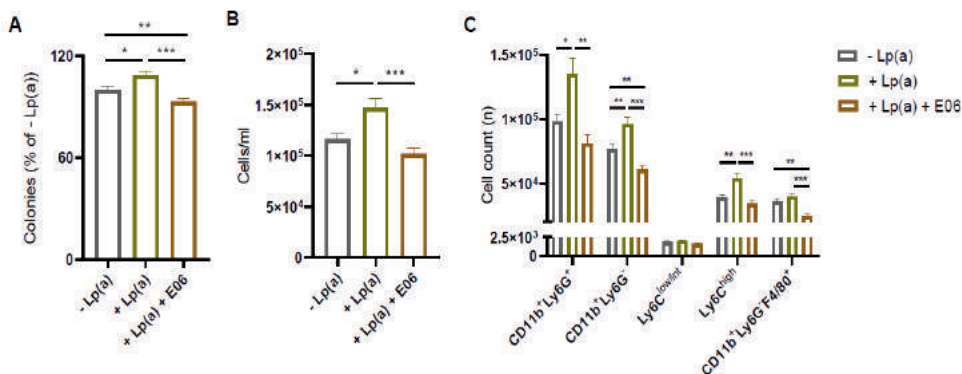 A
**
*
***
Colonies (% of - Lp(a))
120
60
0
- Lp(a)
+ Lp(a)
+ Lp(a) + E06
B
*
***
Cells/ml
2×10⁵
1.5×10⁵
1×10⁵
5×10⁴
0
- Lp(a)
+ Lp(a)
+ Lp(a) + E06
C
- Lp(a)
+ Lp(a)
+ Lp(a) + E06
*
**
**
**
***
**
***
**
***
Cell count (n)
1.5×10⁵
1×10⁵
5×10⁴
2.5×10³
0
CD11b⁺Ly6G⁺
CD11b⁺Ly6G⁻
Ly6C^low/int
Ly6C^high
CD11b⁺Ly6G⁻F4/80⁺